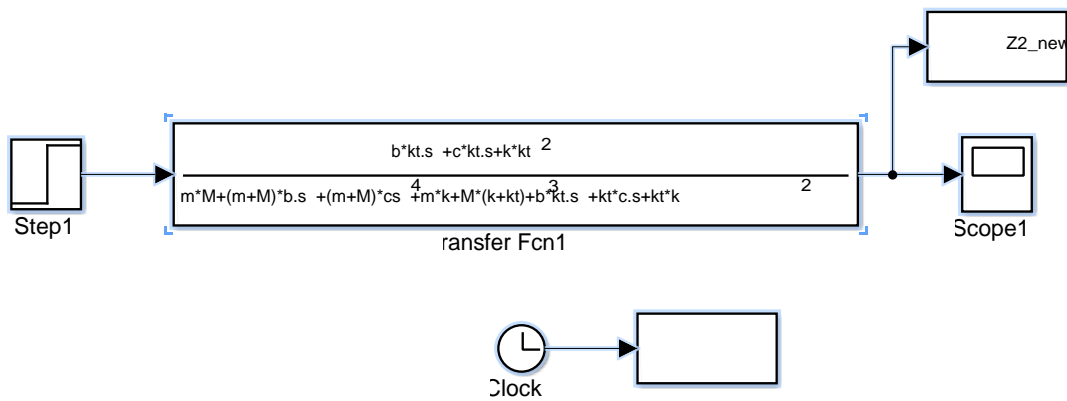 Z2_new
2
b*kt.s +c*kt.s+k*kt
4 3 2
m*M+(m+M)*b.s +(m+M)*cs +m*k+M*(k+kt)+b*kt.s +kt*c.s+kt*k
Step1
ransfer Fcn1
Scope1
Clock